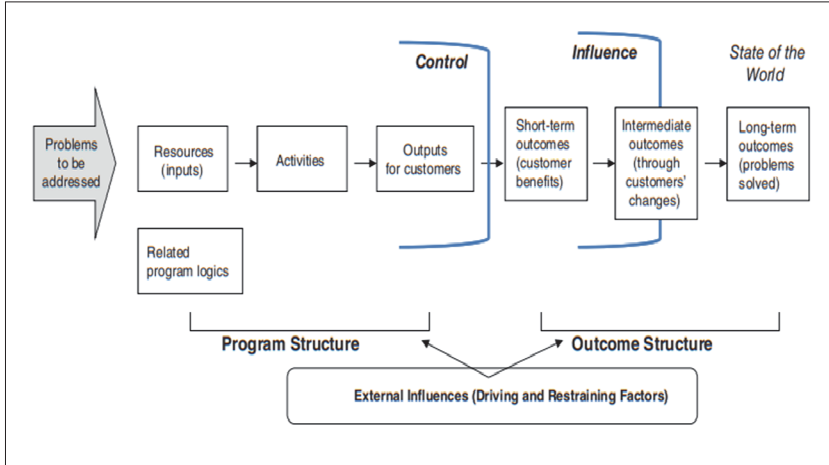 Control
Influence
State of the
World
Problems
to be
addressed
Resources
(inputs)
Activities
Outputs
for customers
Short-term
outcomes
(customer
benefits)
Intermediate
outcomes
(through
customers'
changes)
Long-term
outcomes
(problems
solved)
Related
program logics
Program Structure
Outcome Structure
External Influences (Driving and Restraining Factors)